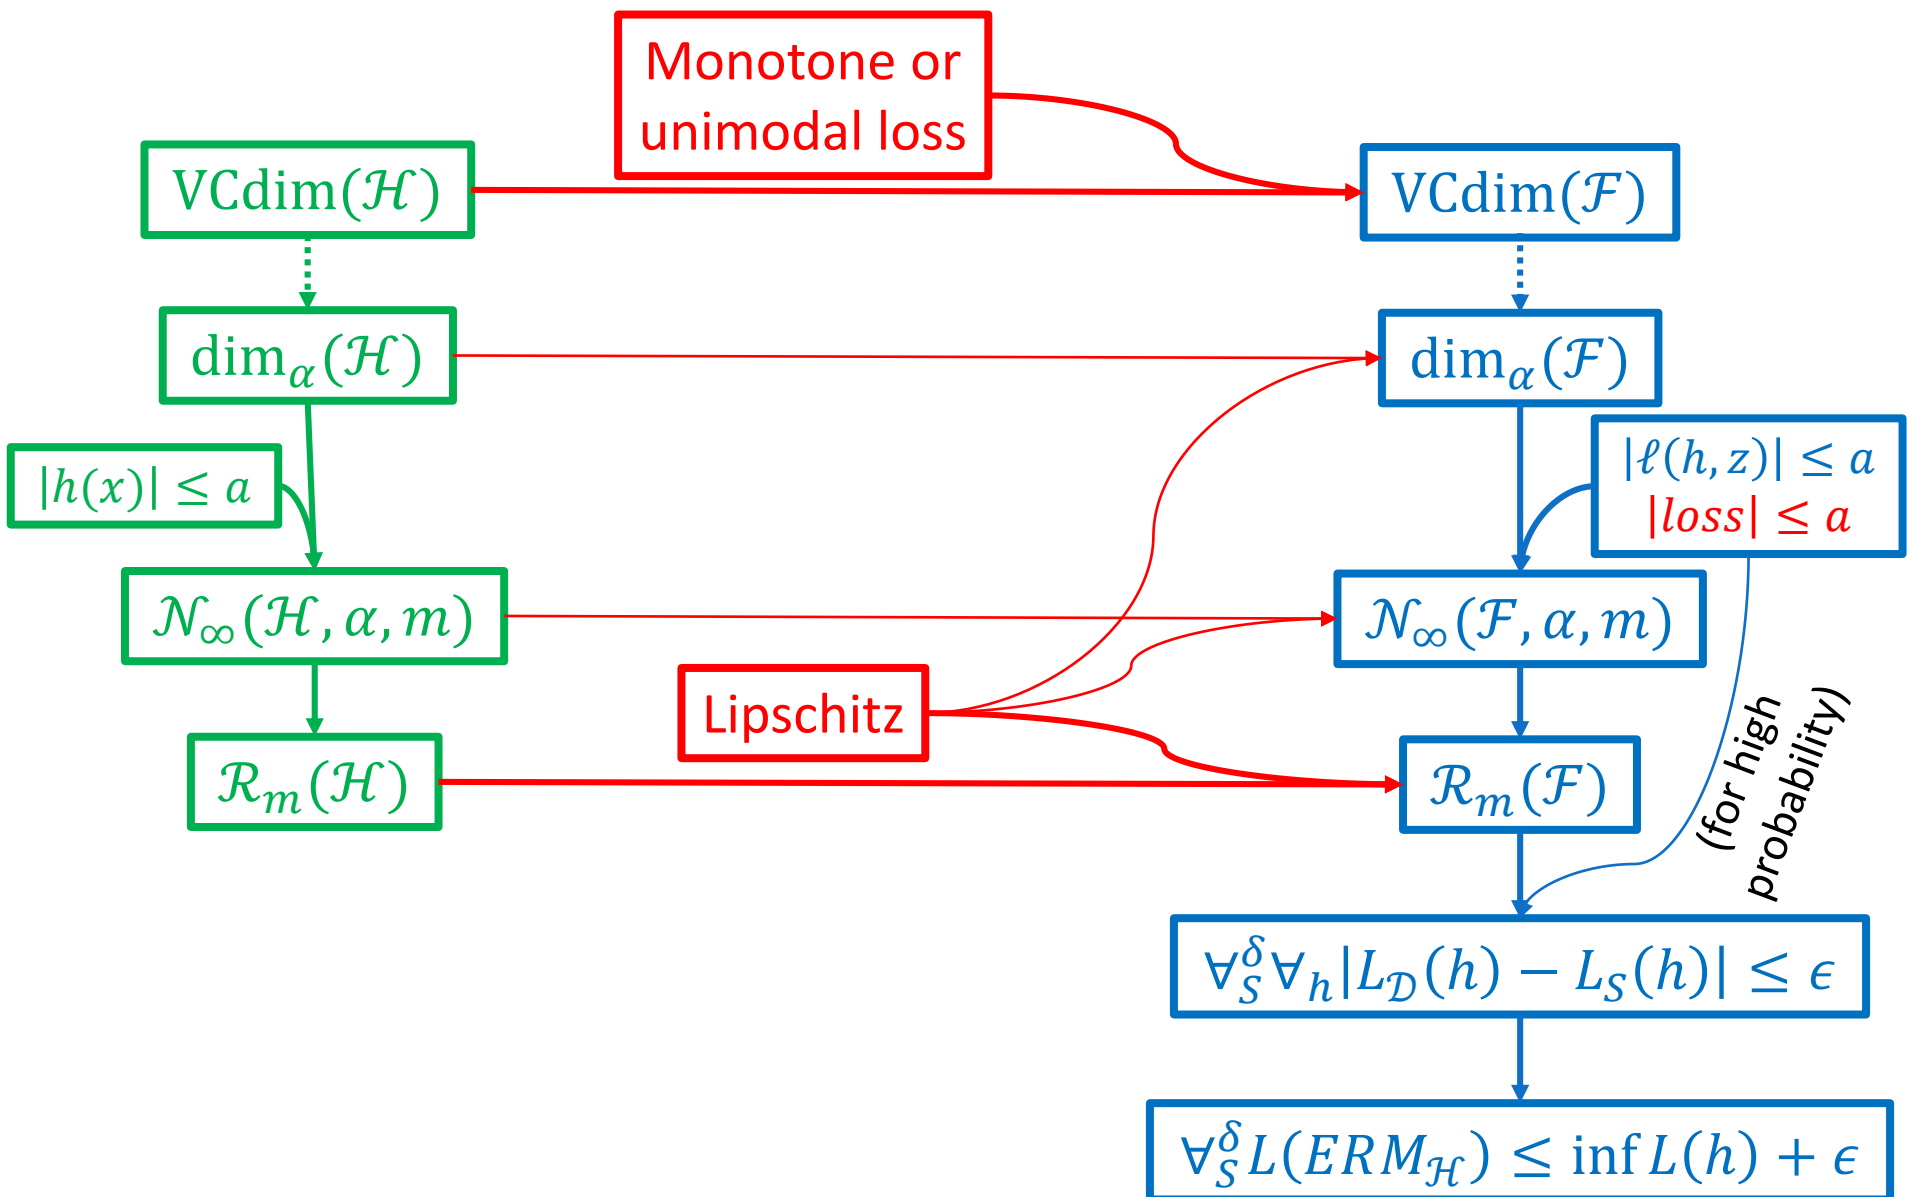 Monotone or
unimodal loss
VCdim(ℋ)
VCdim(ℱ)
dim_α(ℋ)
dim_α(ℱ)
|h(x)| ≤ a
|ℓ(h, z)| ≤ a
|loss| ≤ a
𝒩_∞(ℋ, α, m)
𝒩_∞(ℱ, α, m)
Lipschitz
ℛ_m(ℋ)
ℛ_m(ℱ)
(for high
probability)
∀_S^δ ∀_h |L_𝒟(h) − L_S(h)| ≤ ϵ
∀_S^δ L(ERM_ℋ) ≤ inf L(h) + ϵ